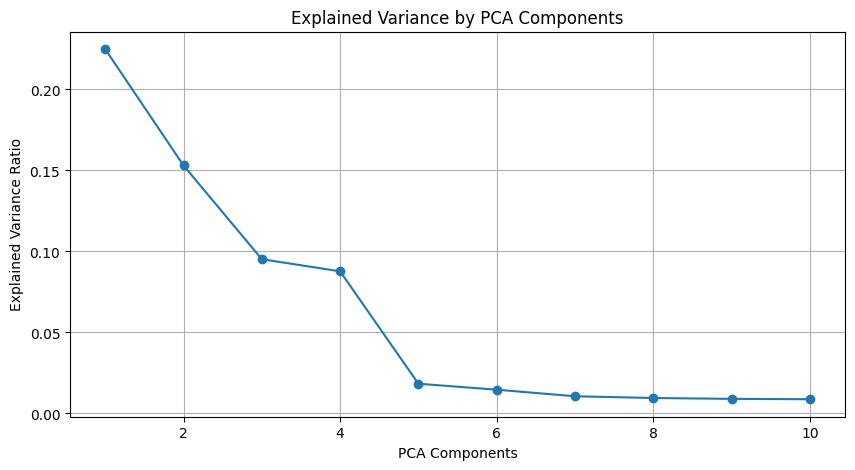 Explained Variance by PCA Components
Explained Variance Ratio
0.20
0.15
0.10
0.05
0.00
2 4 6 8 10
PCA Components